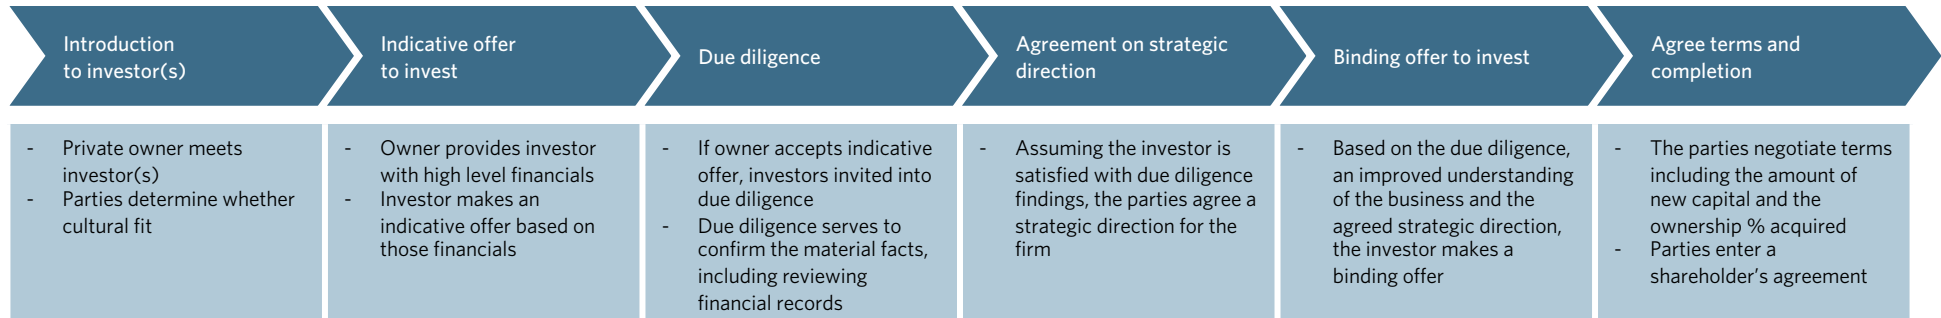 Introduction
to investor(s)
Indicative offer
to invest
Due diligence
Agreement on strategic
direction
Binding offer to invest
Agree terms and
completion
- Private owner meets
investor(s)
- Parties determine whether
cultural fit
- Owner provides investor
with high level financials
- Investor makes an
indicative offer based on
those financials
- If owner accepts indicative
offer, investors invited into
due diligence
- Due diligence serves to
confirm the material facts,
including reviewing
financial records
- Assuming the investor is
satisfied with due diligence
findings, the parties agree a
strategic direction for the
firm
- Based on the due diligence,
an improved understanding
of the business and the
agreed strategic direction,
the investor makes a
binding offer
- The parties negotiate terms
including the amount of
new capital and the
ownership % acquired
- Parties enter a
shareholder’s agreement